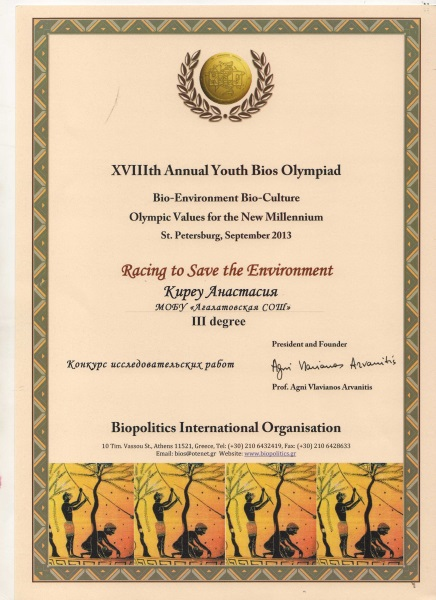 XVIIIth Annual Youth Bios Olympiad
Bio-Environment Bio-Culture
Olympic Values for the New Millennium
St. Petersburg, September 2013
Racing to Save the Environment
Киреу Анастасия
МОБУ «Агалатовская СОШ»
III degree
President and Founder
Конкурс исследовательских работ
Agni Vlavianos Arvanitis
Prof. Agni Vlavianos Arvanitis
Biopolitics International Organisation
10 Tim. Vassou St., Athens 11521, Greece, Tel: (+30) 210 6432419, Fax: (+30) 210 6428633
Email: bios@otenet.gr Website: www.biopolitics.gr